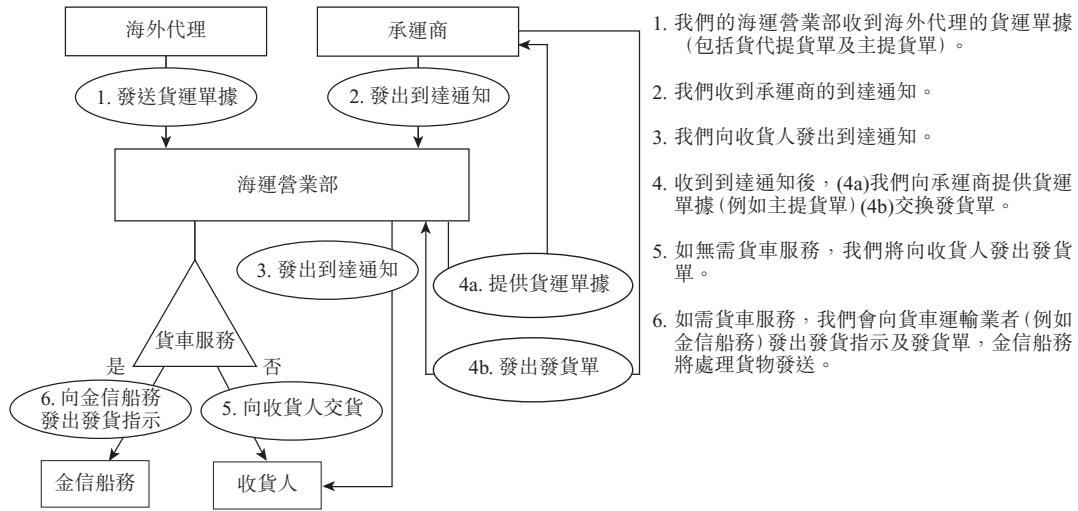 海外代理
承運商
1. 發送貨運單據
2. 發出到達通知
海運營業部
3. 發出到達通知
4a. 提供貨運單據
貨車服務
是
否
4b. 發出發貨單
6. 向金信船務
發出發貨指示
5. 向收貨人交貨
金信船務
收貨人
1. 我們的海運營業部收到海外代理的貨運單據
（包括貨代提貨單及主提貨單）。
2. 我們收到承運商的到達通知。
3. 我們向收貨人發出到達通知。
4. 收到到達通知後，(4a)我們向承運商提供貨運
單據（例如主提貨單）(4b)交換發貨單。
5. 如無需貨車服務，我們將向收貨人發出發貨
單。
6. 如需貨車服務，我們會向貨車運輸業者（例如
金信船務）發出發貨指示及發貨單，金信船務
將處理貨物發送。